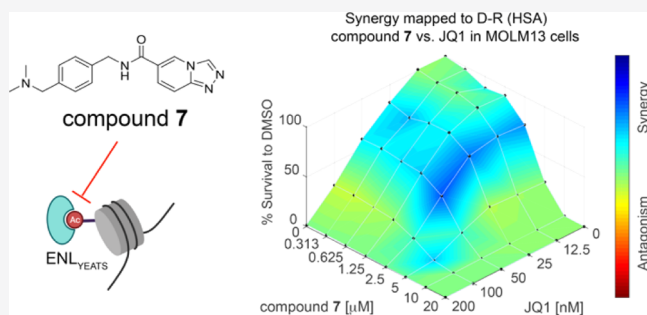 Synergy mapped to D-R (HSA)
compound 7 vs. JQ1 in MOLM13 cells
N
O
N
H
N
N
N
compound 7
Ac
ENLYEATS
% Survival to DMSO
100
50
0
0
0.313
0.625
1.25
2.5
5
10
20
compound 7 [µM]
200
100
50
25
12.5
0
JQ1 [nM]
Synergy
Antagonism